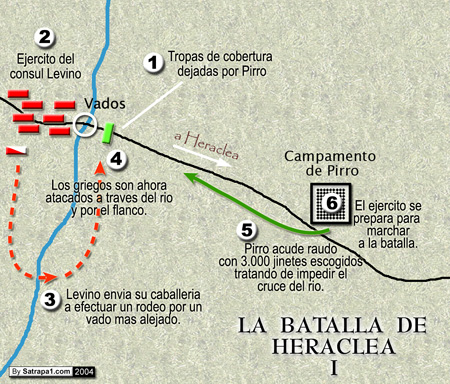 1
Tropas de cobertura
dejadas por Pirro
2
Ejercito del
consul Levino
Vados
a Heraclea
4
Los griegos son ahora
atacados a traves del rio
y por el flanco.
Campamento
de Pirro
6
El ejercito se
prepara para
marchar
a la batalla.
5
Pirro acude raudo
con 3.000 jinetes escogidos
tratando de impedir el
cruce del rio.
3
Levino envia su caballeria
a efectuar un rodeo por un
vado mas alejado.
LA BATALLA DE
HERACLEA
I
By Satrapa1.com 2004